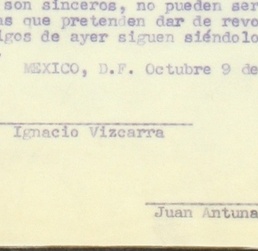 son sinceros, no pueden ser
as que pretenden dar de revo
igos de ayer siguen siéndolo
MEXICO, D.F. Octubre 9 de
Ignacio Vizcarra
Juan Antuna